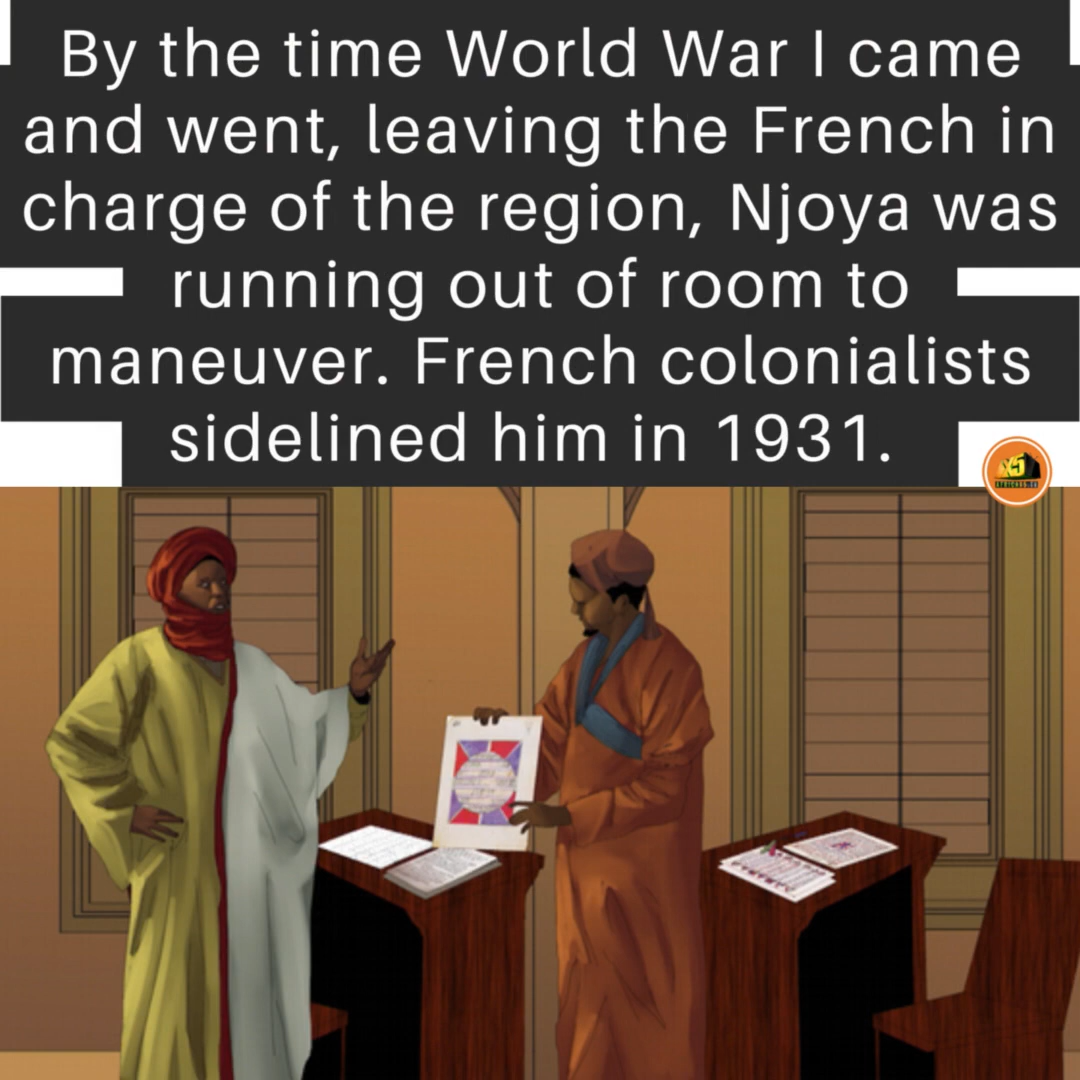 By the time World War I came
and went, leaving the French in
charge of the region, Njoya was
running out of room to
maneuver. French colonialists
sidelined him in 1931.